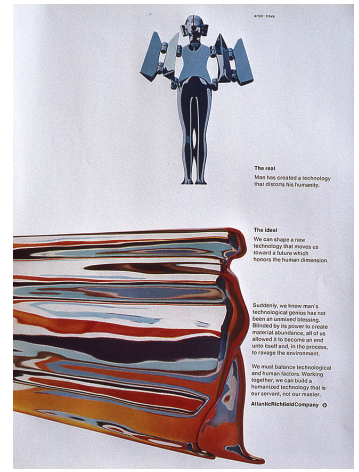 artist: trova
The real
Man has created a technology
that distorts his humanity.
The ideal
We can shape a new
technology that moves us
toward a future which
honors the human dimension.
Suddenly, we know man's
technological genius has not
been an unmixed blessing.
Blinded by its power to create
material abundance, all of us
allowed it to become an end
unto itself and, in the process,
to ravage the environment.
We must balance technological
and human factors. Working
together, we can build a
humanized technology that is
our servant, not our master.
AtlanticRichfieldCompany